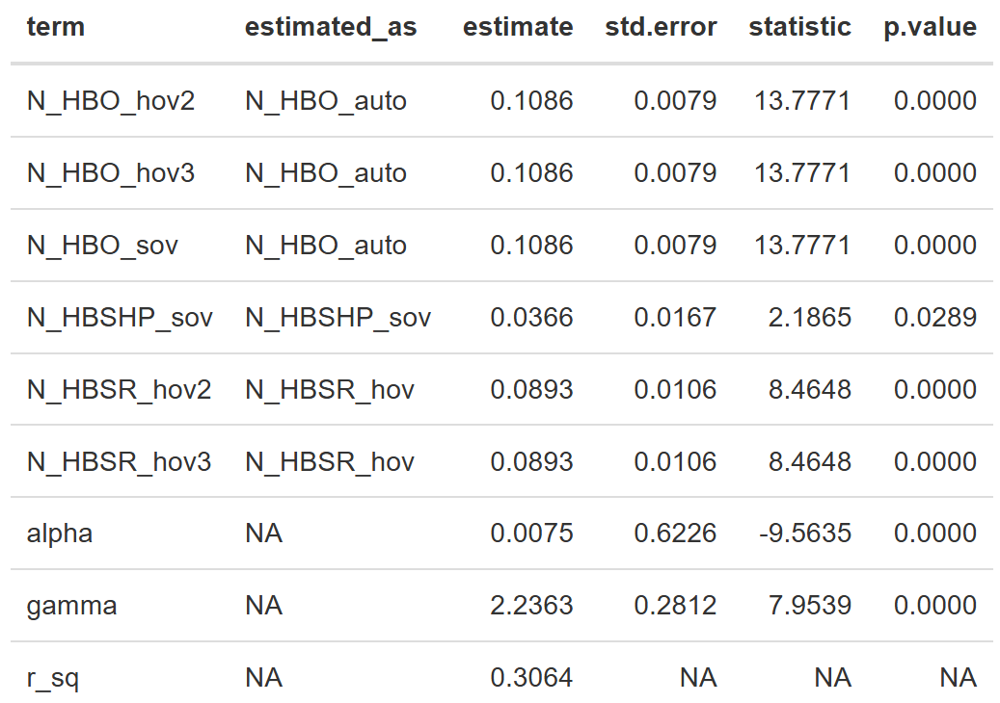 term estimated_as estimate std.error statistic p.value
N_HBO_hov2 N_HBO_auto 0.1086 0.0079 13.7771 0.0000
N_HBO_hov3 N_HBO_auto 0.1086 0.0079 13.7771 0.0000
N_HBO_sov N_HBO_auto 0.1086 0.0079 13.7771 0.0000
N_HBSHP_sov N_HBSHP_sov 0.0366 0.0167 2.1865 0.0289
N_HBSR_hov2 N_HBSR_hov 0.0893 0.0106 8.4648 0.0000
N_HBSR_hov3 N_HBSR_hov 0.0893 0.0106 8.4648 0.0000
alpha NA 0.0075 0.6226 -9.5635 0.0000
gamma NA 2.2363 0.2812 7.9539 0.0000
r_sq NA 0.3064 NA NA NA